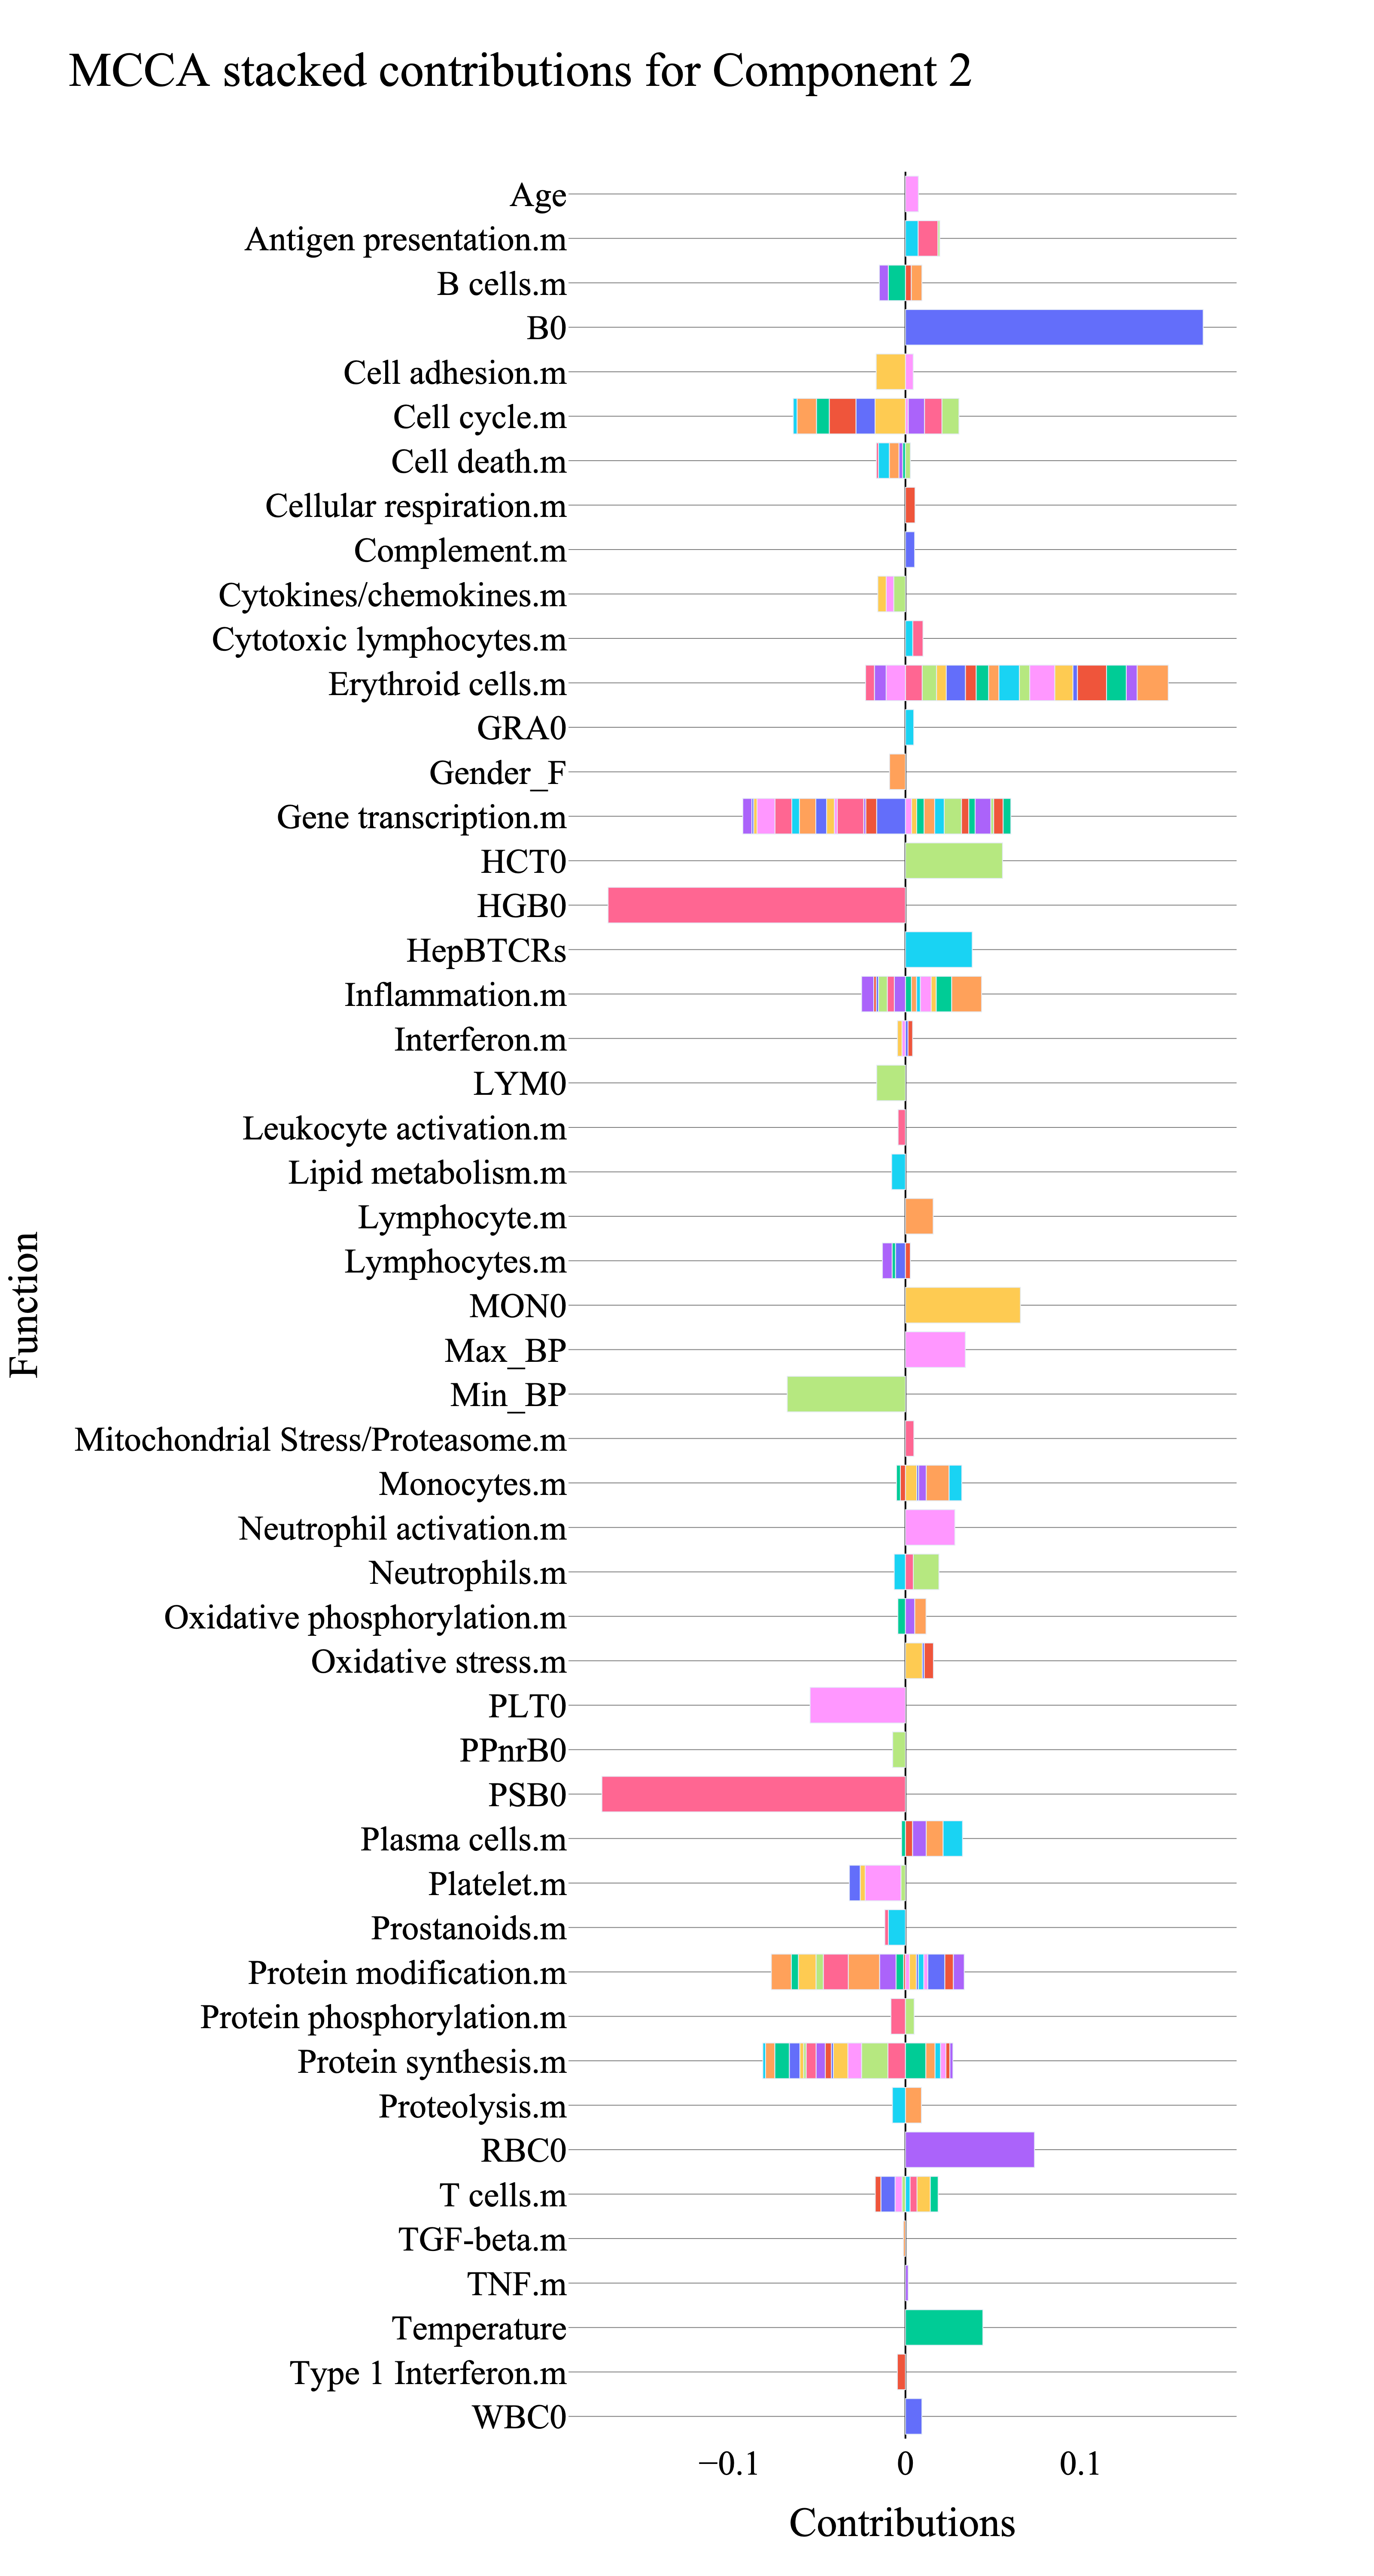 MCCA stacked contributions for Component 2
Age
Antigen presentation.m
B cells.m
B0
Cell adhesion.m
Cell cycle.m
Cell death.m
Cellular respiration.m
Complement.m
Cytokines/chemokines.m
Cytotoxic lymphocytes.m
Erythroid cells.m
GRA0
Gender_F
Gene transcription.m
HCT0
HGB0
HepBTCRs
Inflammation.m
Interferon.m
LYM0
Leukocyte activation.m
Lipid metabolism.m
Lymphocyte.m
Lymphocytes.m
MON0
Max_BP
Min_BP
Mitochondrial Stress/Proteasome.m
Monocytes.m
Neutrophil activation.m
Neutrophils.m
Oxidative phosphorylation.m
Oxidative stress.m
PLT0
PPnrB0
PSB0
Plasma cells.m
Platelet.m
Prostanoids.m
Protein modification.m
Protein phosphorylation.m
Protein synthesis.m
Proteolysis.m
RBC0
T cells.m
TGF-beta.m
TNF.m
Temperature
Type 1 Interferon.m
WBC0
Function
−0.1 0 0.1
Contributions